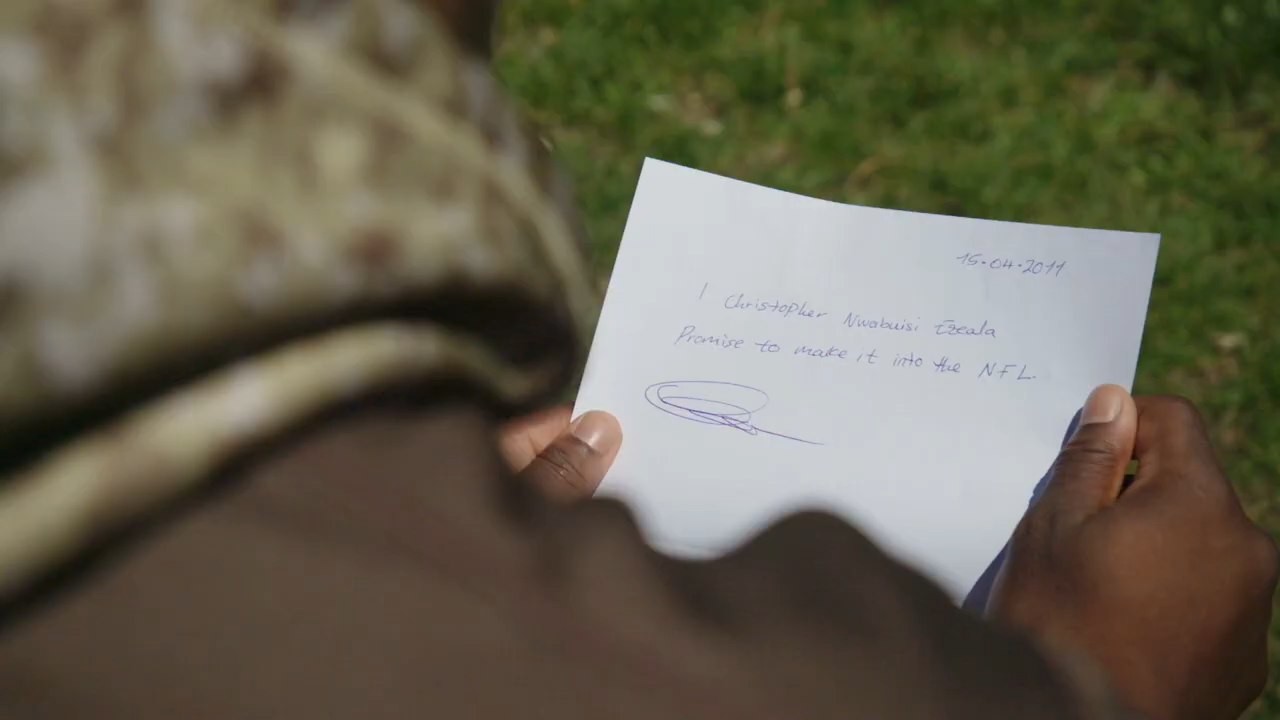 15.04.2011
I Christopher Nwabuisi Ezeala
Promise to make it into the NFL.